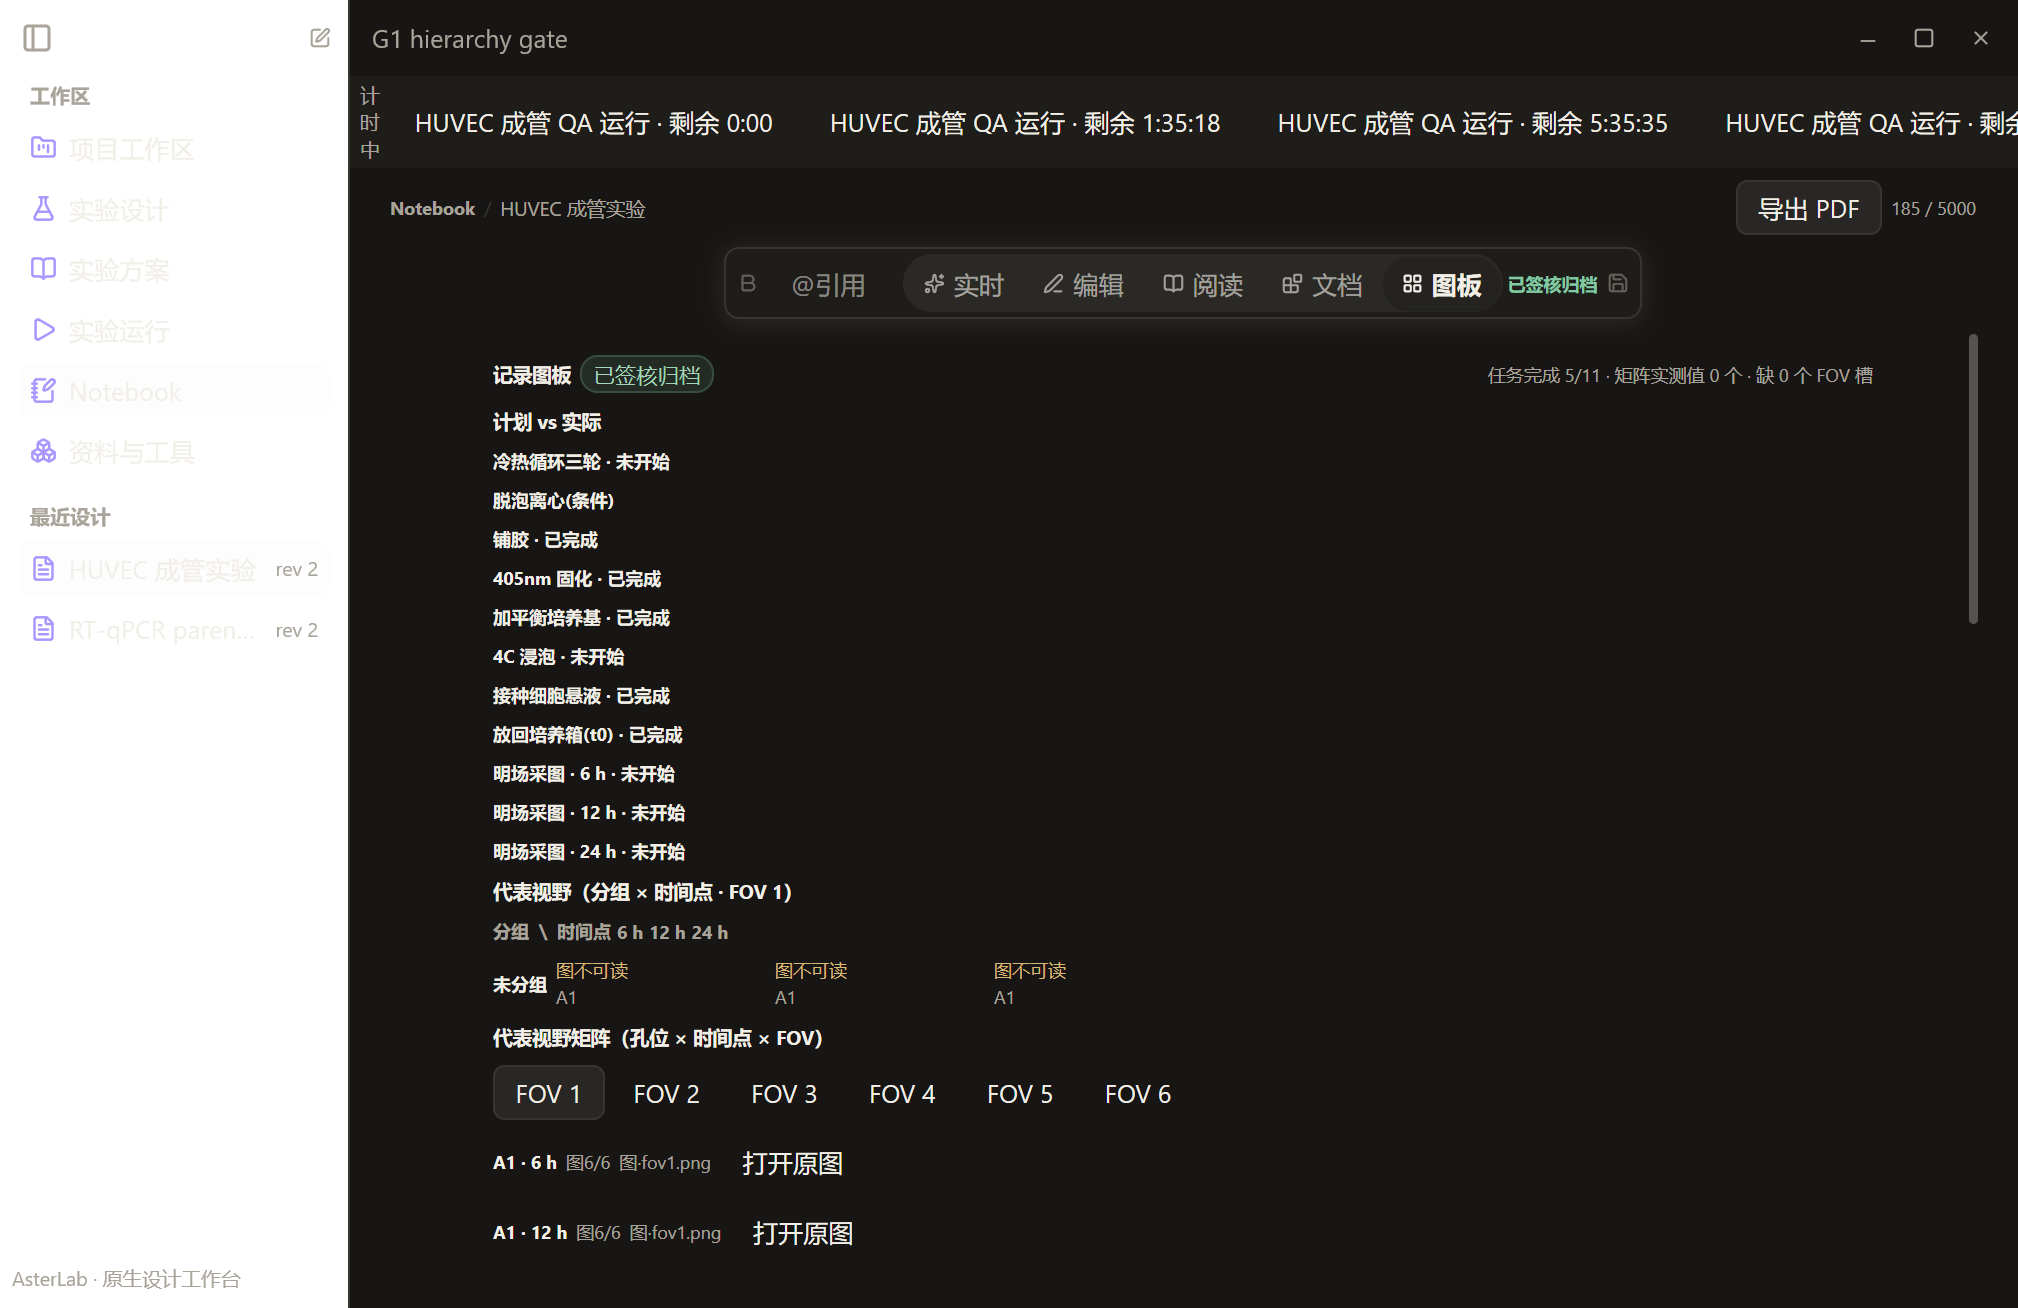 G1 hierarchy gate
工作区
项目工作区
实验设计
实验方案
实验运行
Notebook
资料与工具
最近设计
HUVEC 成管实验 rev 2
RT-qPCR paren... rev 2
AsterLab · 原生设计工作台
计时中
HUVEC 成管 QA 运行 · 剩余 0:00
HUVEC 成管 QA 运行 · 剩余 1:35:18
HUVEC 成管 QA 运行 · 剩余 5:35:35
HUVEC 成管 QA 运行 · 剩余
Notebook / HUVEC 成管实验
导出 PDF
185 / 5000
B @引用 实时 编辑 阅读 文档 图板 已签核归档
记录图板 已签核归档
任务完成 5/11 · 矩阵实测值 0 个 · 缺 0 个 FOV 槽
计划 vs 实际
冷热循环三轮 · 未开始
脱泡离心(条件)
铺胶 · 已完成
405nm 固化 · 已完成
加平衡培养基 · 已完成
4C 浸泡 · 未开始
接种细胞悬液 · 已完成
放回培养箱(t0) · 已完成
明场采图 · 6 h · 未开始
明场采图 · 12 h · 未开始
明场采图 · 24 h · 未开始
代表视野（分组 × 时间点 · FOV 1）
分组 \ 时间点 6 h 12 h 24 h
未分组
图不可读 图不可读 图不可读
A1 A1 A1
代表视野矩阵（孔位 × 时间点 × FOV）
FOV 1 FOV 2 FOV 3 FOV 4 FOV 5 FOV 6
A1 · 6 h 图6/6 图·fov1.png 打开原图
A1 · 12 h 图6/6 图·fov1.png 打开原图